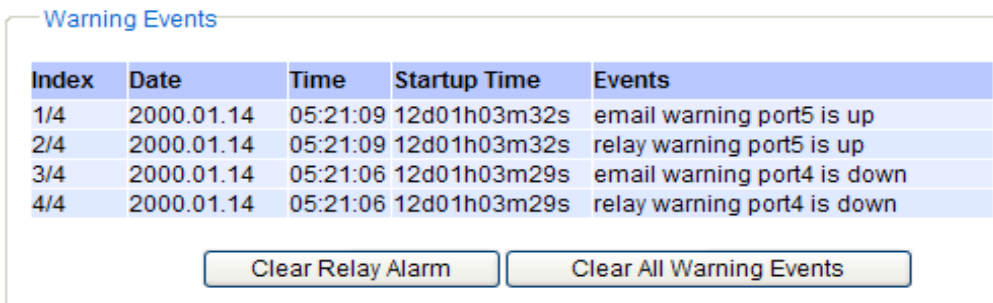 Warning Events
Index Date Time Startup Time Events
1/4 2000.01.14 05:21:09 12d01h03m32s email warning port5 is up
2/4 2000.01.14 05:21:09 12d01h03m32s relay warning port5 is up
3/4 2000.01.14 05:21:06 12d01h03m29s email warning port4 is down
4/4 2000.01.14 05:21:06 12d01h03m29s relay warning port4 is down
Clear Relay Alarm Clear All Warning Events